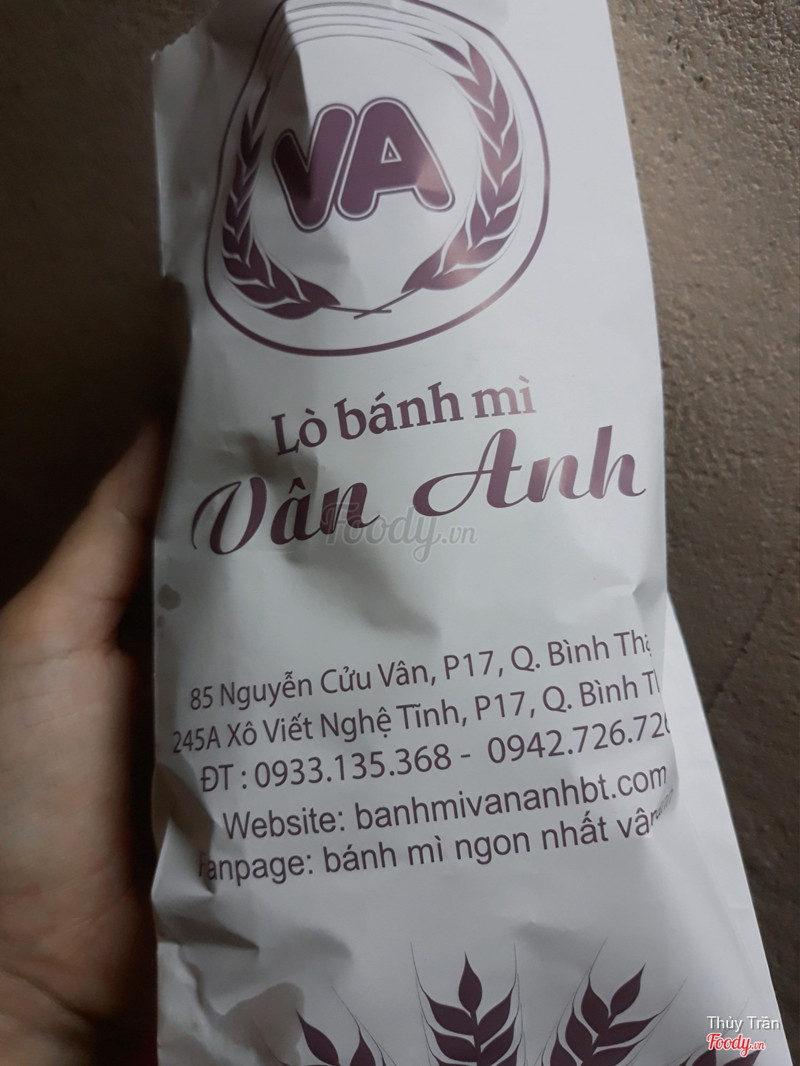 VA
Lò bánh mì
Vân Anh
Foody.vn
85 Nguyễn Cửu Vân, P17, Q. Bình
245A Xô Viết Nghệ Tĩnh, P17, Q. Bình
ĐT : 0933.135.368 - 0942.726.72
Website: banhmivananhbt.com
Fanpage: bánh mì ngon nhất vân
Thủy Trần
Foody.vn